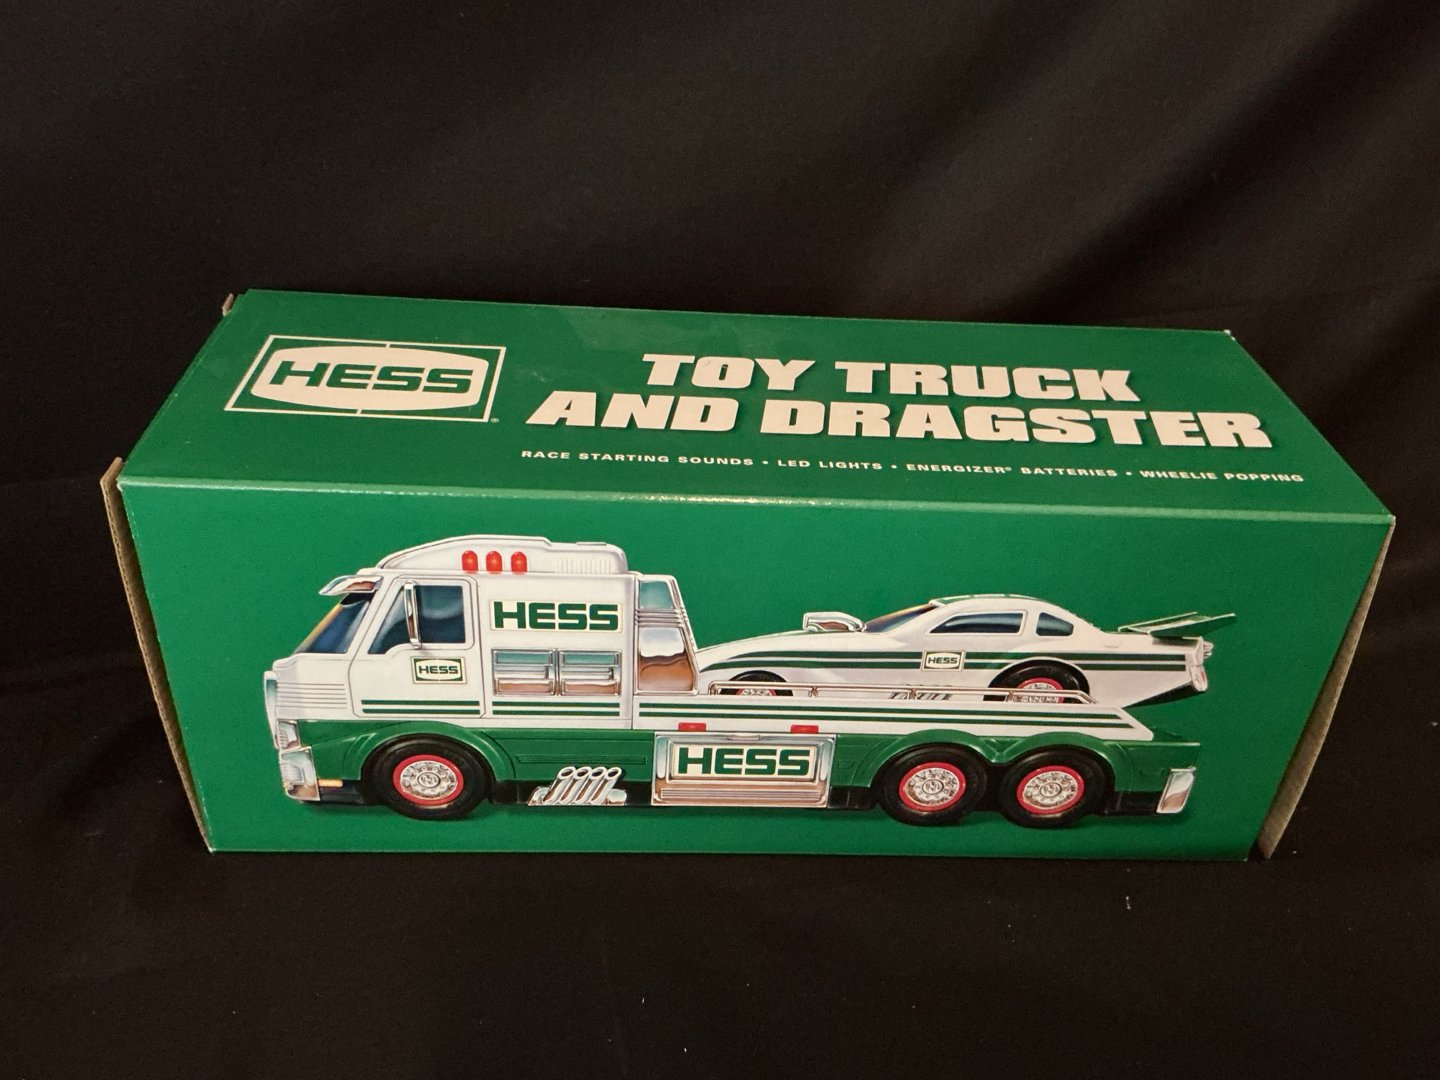 HESS
TOY TRUCK
AND DRAGSTER
RACE STARTING SOUNDS • LED LIGHTS • ENERGIZER® BATTERIES • WHEELIE POPPING
HESS
HESS
HESS
HESS